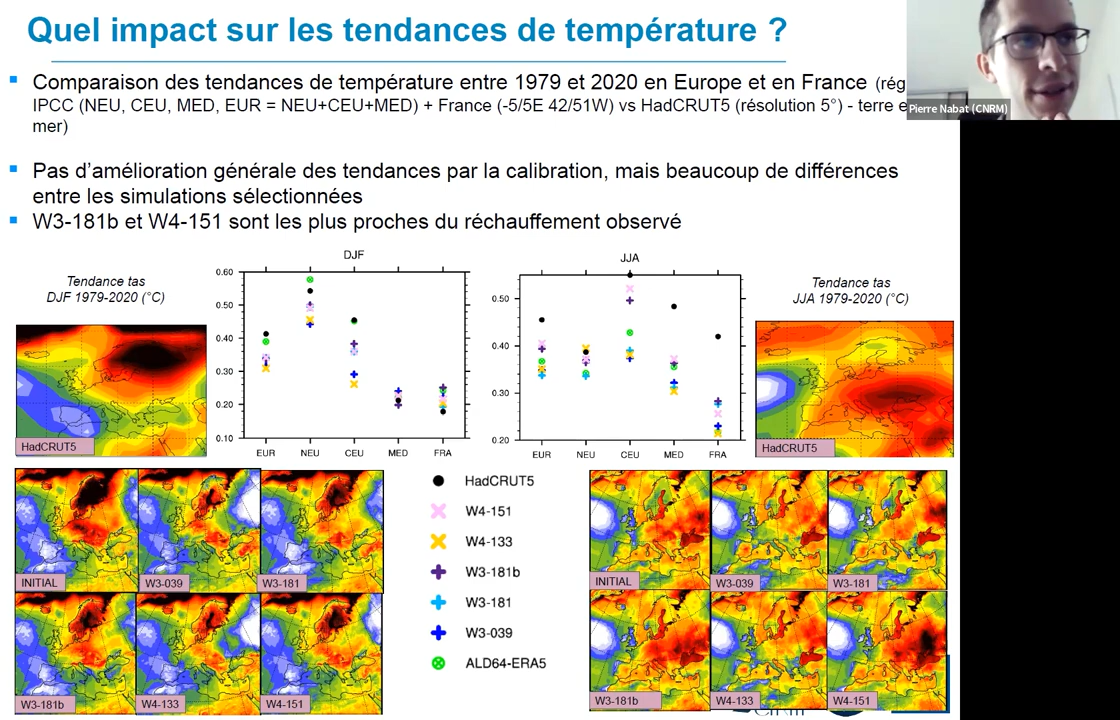 Quel impact sur les tendances de température ?
Comparaison des tendances de température entre 1979 et 2020 en Europe et en France (rég
IPCC (NEU, CEU, MED, EUR = NEU+CEU+MED) + France (-5/5E 42/51W) vs HadCRUT5 (résolution 5°) - terre e
mer)
Pierre Nabat (CNRM)
Pas d'amélioration générale des tendances par la calibration, mais beaucoup de différences
entre les simulations sélectionnées
W3-181b et W4-151 sont les plus proches du réchauffement observé
Tendance tas
DJF 1979-2020 (°C)
HadCRUT5
DJF
0.60
0.50
0.40
0.30
0.20
0.10
EUR NEU CEU MED FRA
JJA
0.50
0.40
0.30
0.20
EUR NEU CEU MED FRA
Tendance tas
JJA 1979-2020 (°C)
HadCRUT5
INITIAL W3-039 W3-181
W3-181b W4-133 W4-151
HadCRUT5
W4-151
W4-133
W3-181b
W3-181
W3-039
ALD64-ERA5
INITIAL W3-039 W3-181
W3-181b W4-133 W4-151